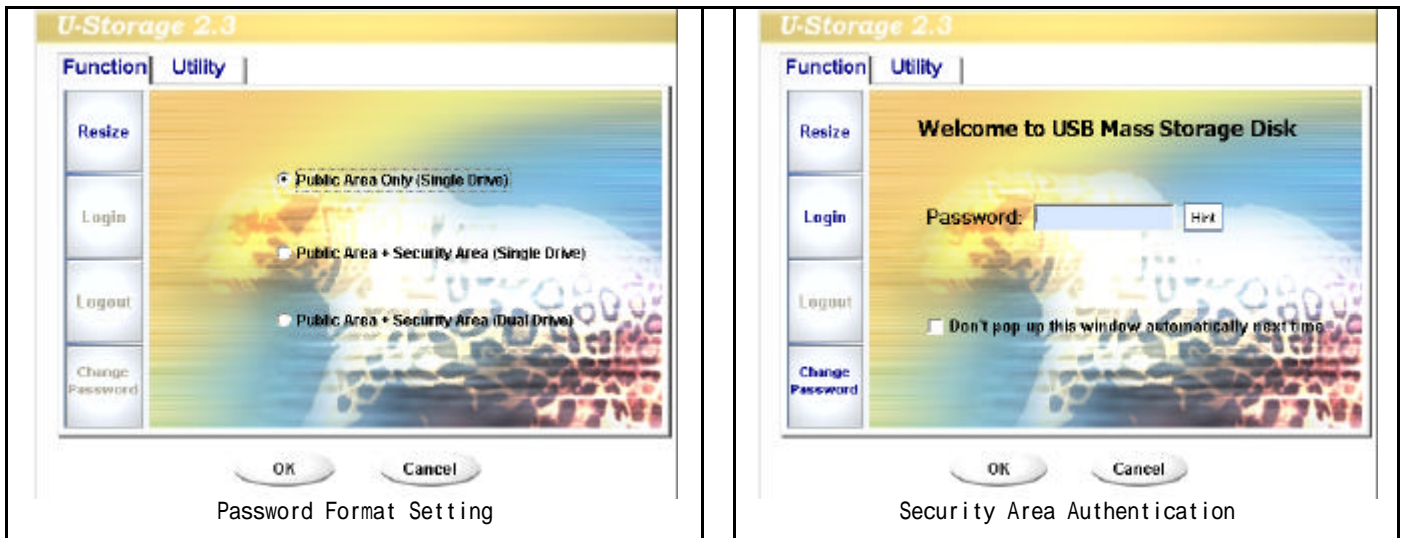 U-Storage 2.3
Function Utility
Resize
Public Area Only (Single Drive)
Login
Public Area + Security Area (Single Drive)
Logout
Public Area + Security Area (Dual Drive)
Change
Password
OK Cancel
Password Format Setting
U-Storage 2.3
Function Utility
Resize
Welcome to USB Mass Storage Disk
Login
Password:
Hint
Logout
Don't pop up this window automatically next time
Change
Password
OK Cancel
Security Area Authentication